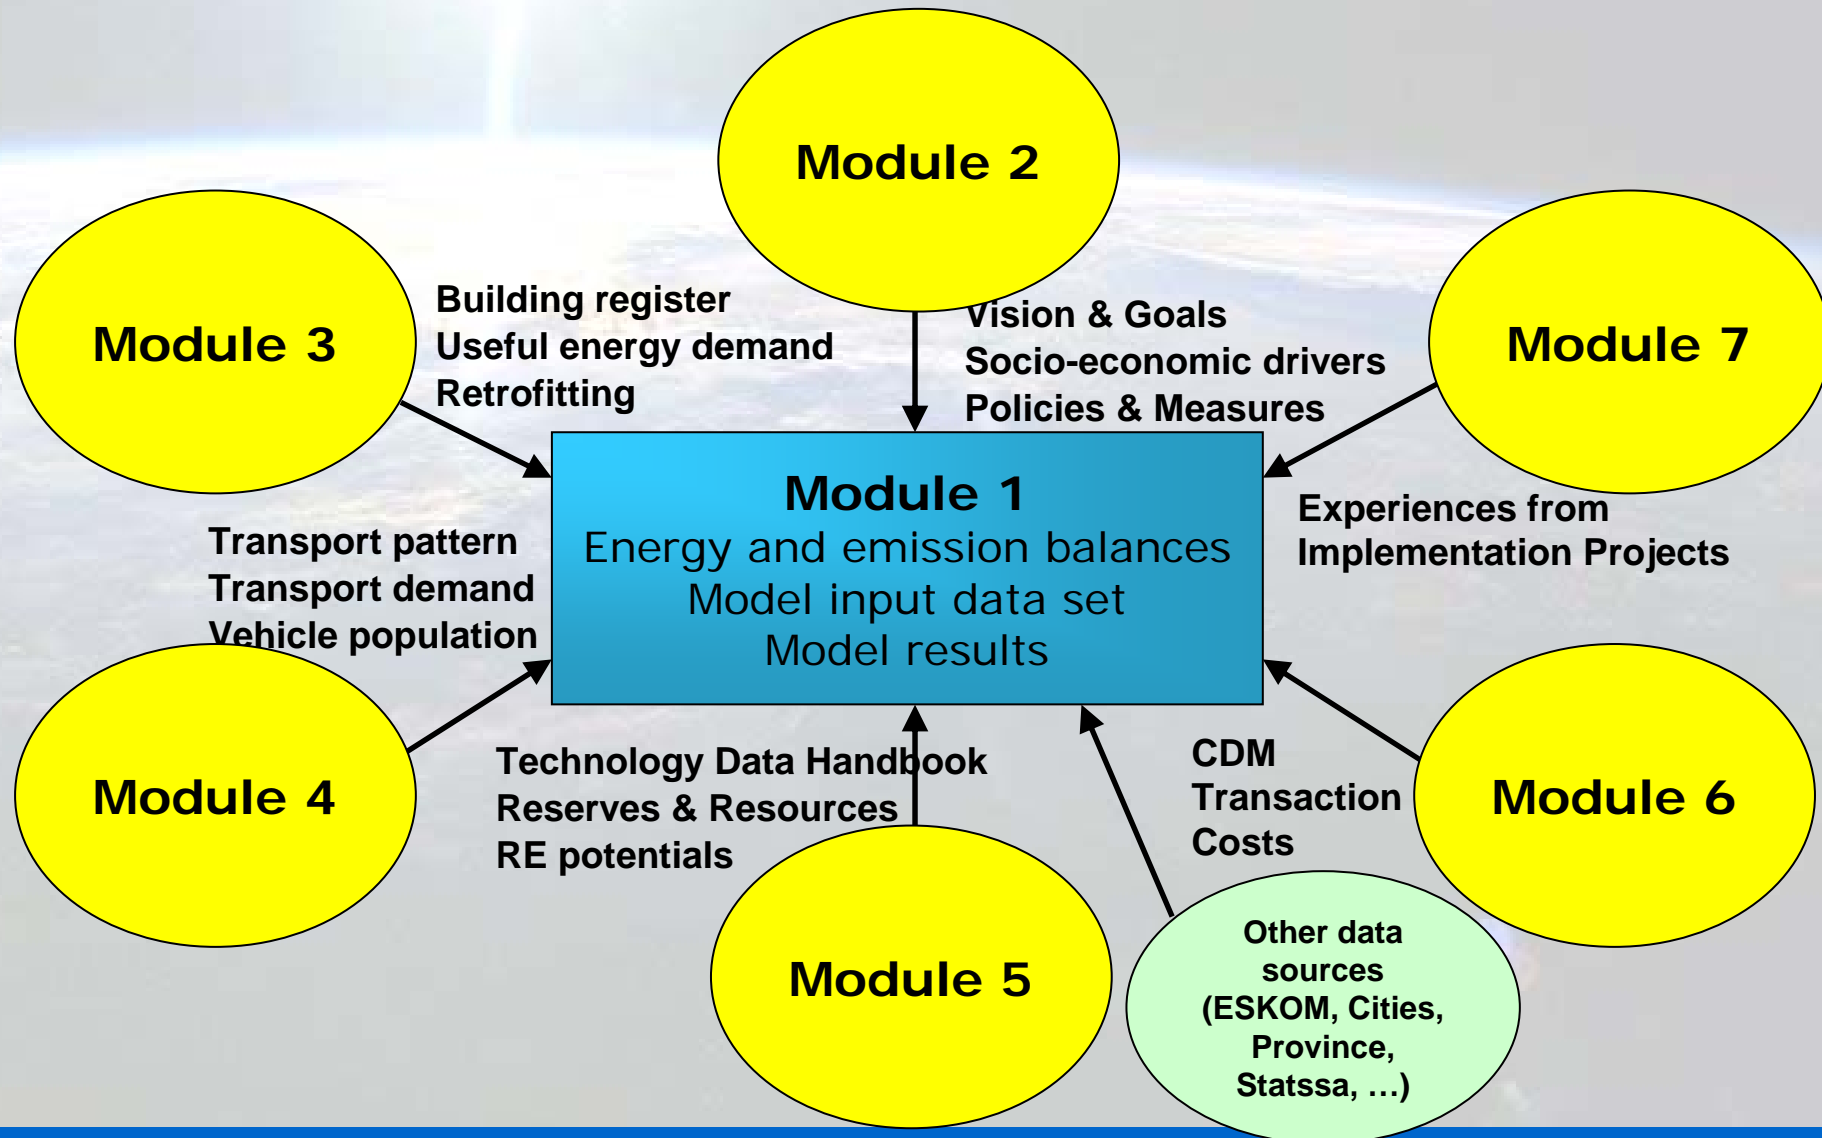 Module 2
Module 3
Building register
Useful energy demand
Retrofitting
Vision & Goals
Socio-economic drivers
Policies & Measures
Module 7
Module 1
Energy and emission balances
Model input data set
Model results
Experiences from
Implementation Projects
Transport pattern
Transport demand
Vehicle population
Module 4
Technology Data Handbook
Reserves & Resources
RE potentials
CDM
Transaction
Costs
Module 6
Module 5
Other data
sources
(ESKOM, Cities,
Province,
Statssa, …)